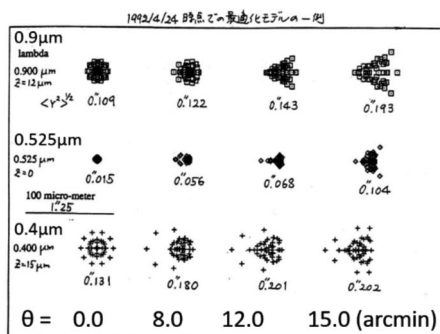 1992/4/24 時点での最適化モデルの一例
0.9μm
lambda
0.900 μm
z=12μm
<γ²>^1/2
0."109 0."122 0."143 0."193
0.525μm
0.525 μm
z=0
0."015 0."056 0."068 0."104
100 micro-meter
1."25
0.4μm
0.400 μm
z=15μm
0."131 0."180 0."201 0."202
θ = 0.0 8.0 12.0 15.0 (arcmin)